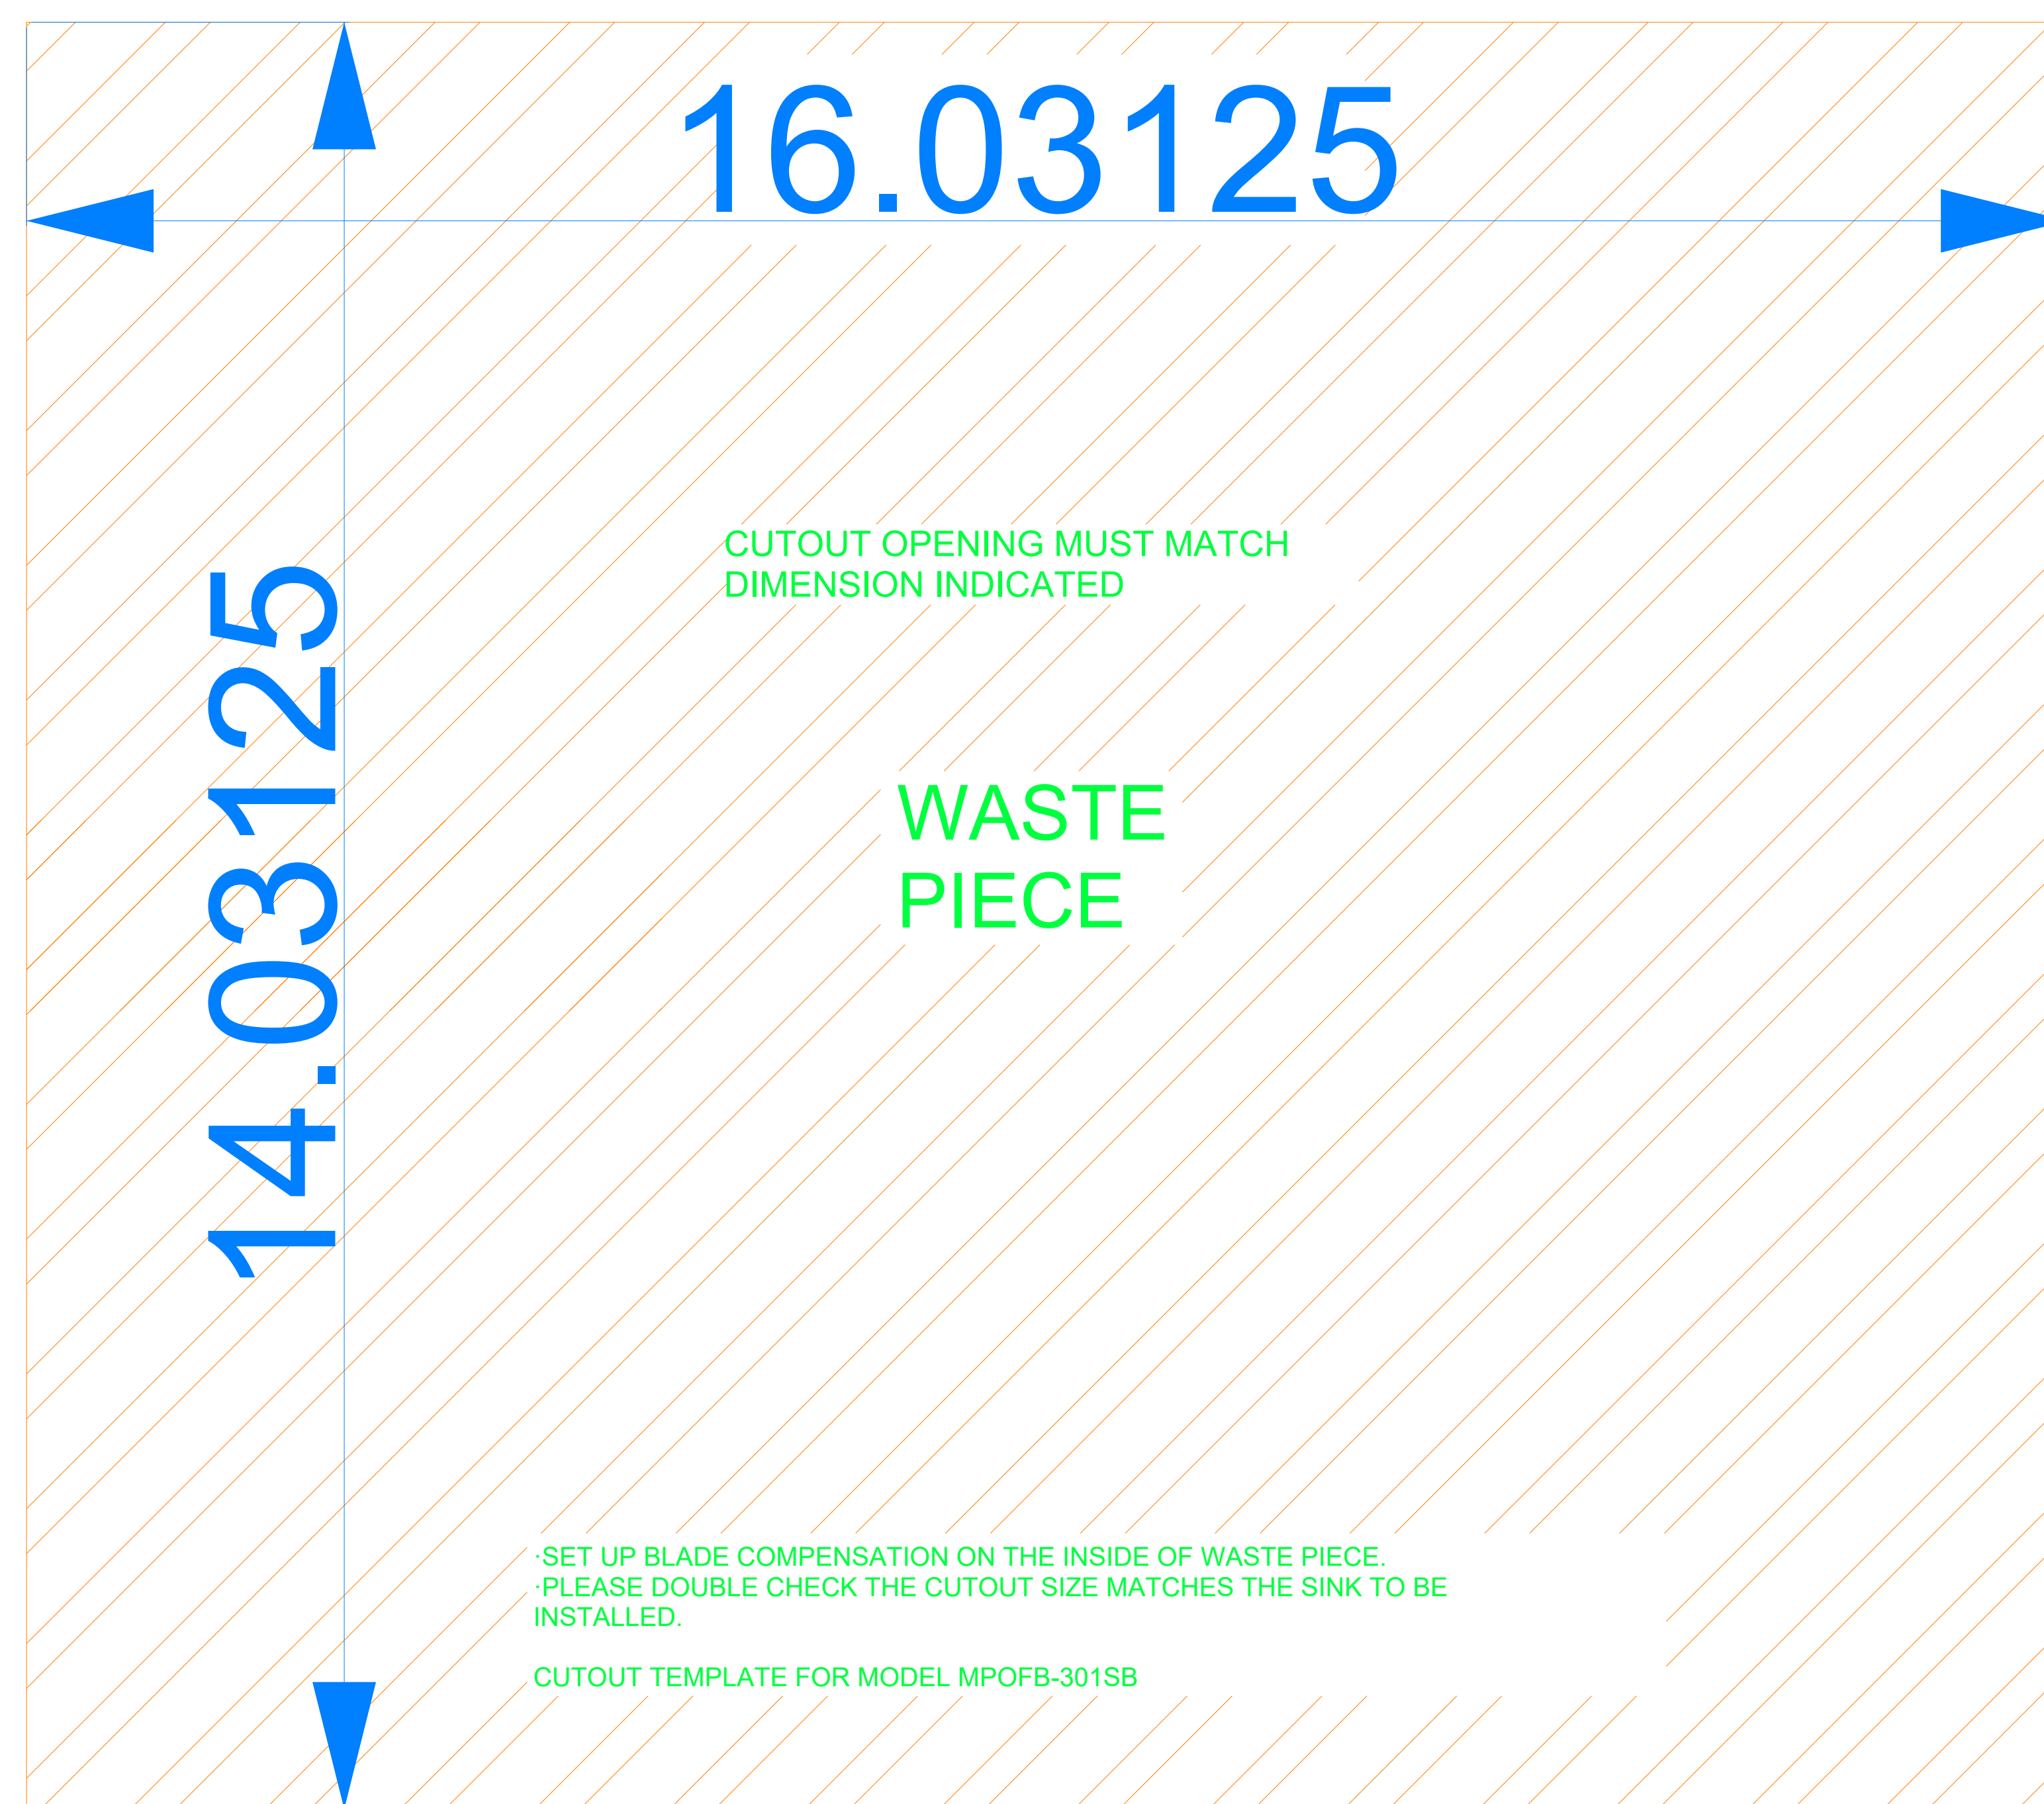 16.03125
CUTOUT OPENING MUST MATCH
DIMENSION INDICATED
14.03125
WASTE
PIECE
·SET UP BLADE COMPENSATION ON THE INSIDE OF WASTE PIECE.
·PLEASE DOUBLE CHECK THE CUTOUT SIZE MATCHES THE SINK TO BE
INSTALLED.
CUTOUT TEMPLATE FOR MODEL MPOFB-301SB